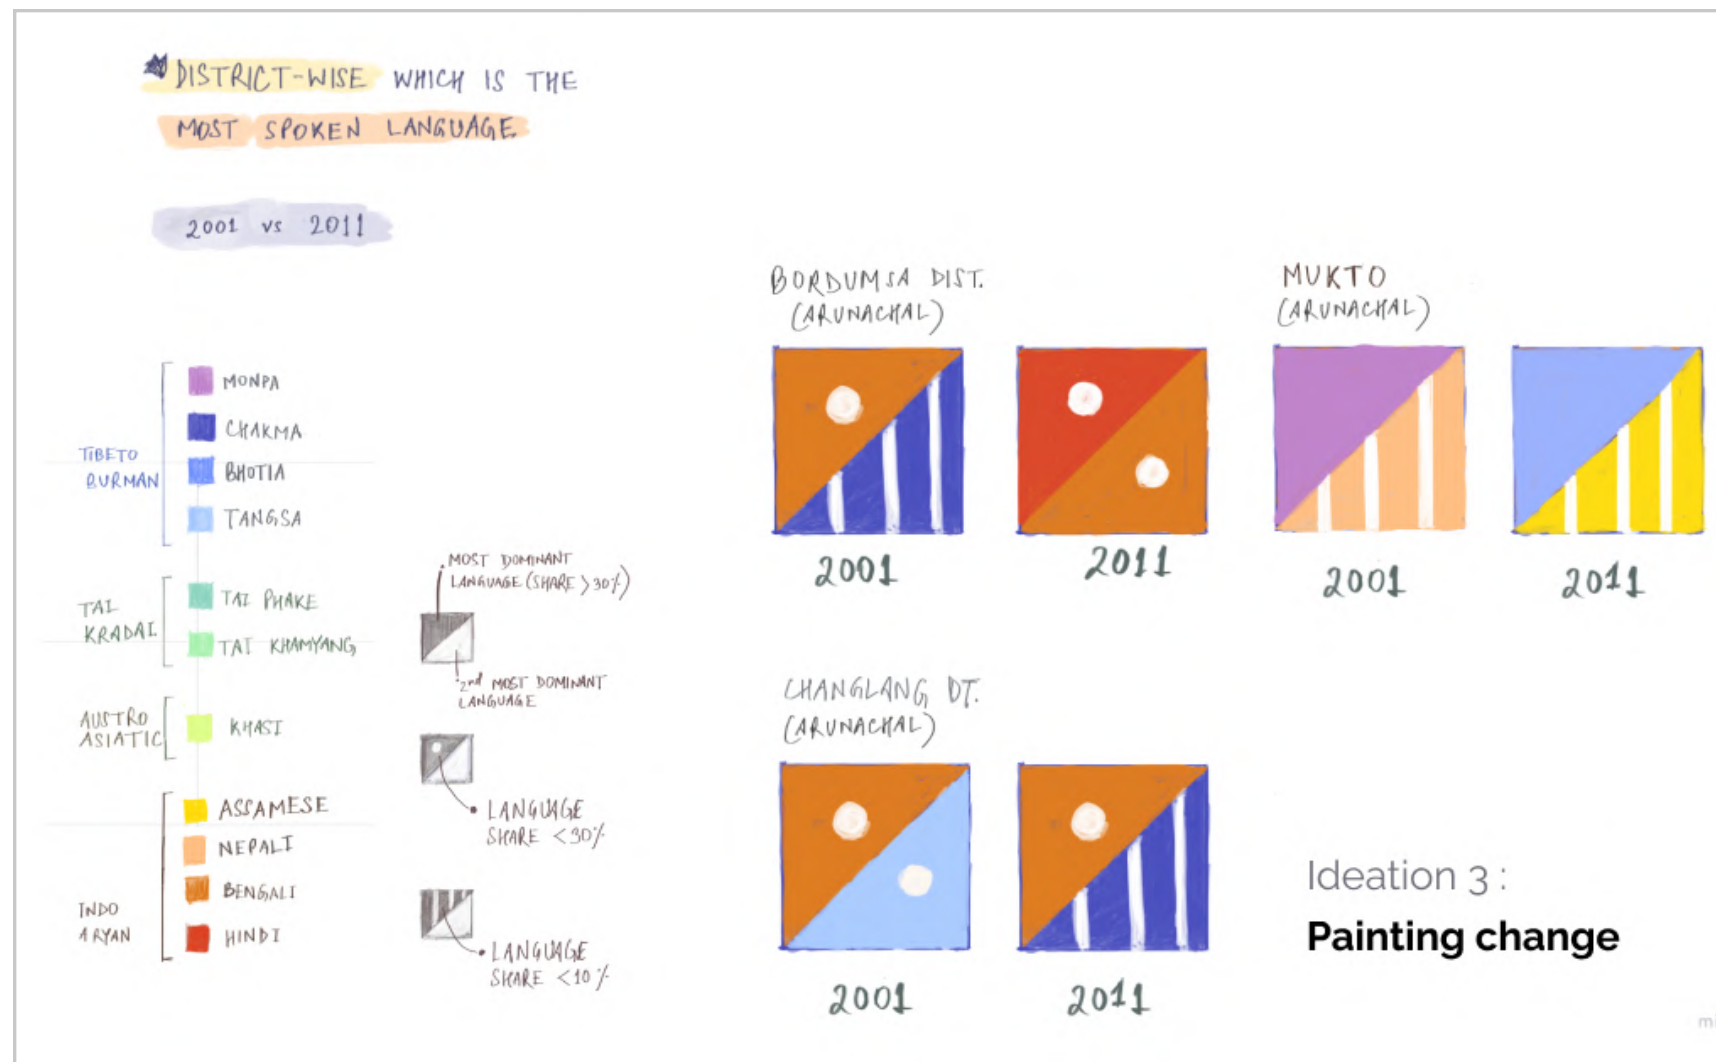 DISTRICT-WISE WHICH IS THE
MOST SPOKEN LANGUAGE
2001 vs 2011
TIBETO
BURMAN
MONPA
CHAKMA
BHOTIA
TANGSA
TAI
KRADAI
TAI PHAKE
TAI KHAMYANG
AUSTRO
ASIATIC
KHASI
INDO
ARYAN
ASSAMESE
NEPALI
BENGALI
HINDI
MOST DOMINANT
LANGUAGE (SHARE >30%)
2nd MOST DOMINANT
LANGUAGE
LANGUAGE
SHARE <30%
LANGUAGE
SHARE <10%
BORDUMSA DIST.
(ARUNACHAL)
2001
2011
MUKTO
(ARUNACHAL)
2001
2011
CHANGLANG DT.
(ARUNACHAL)
2001
2011
Ideation 3 :
Painting change